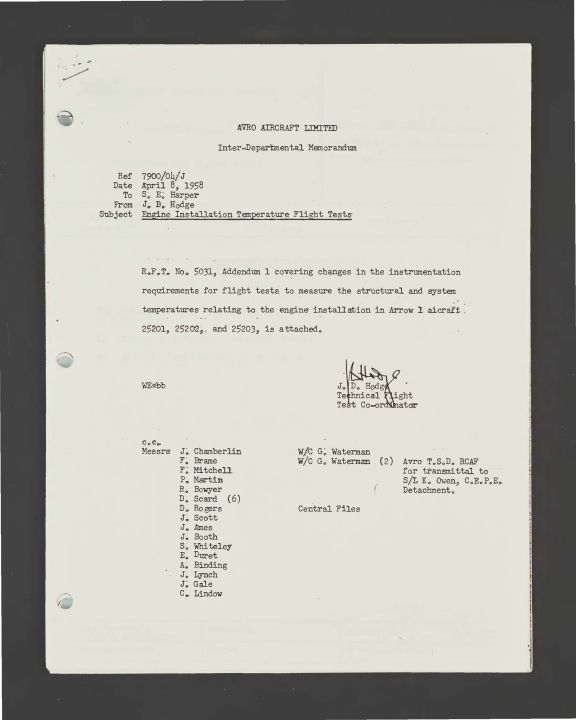 AVRO AIRCRAFT LIMITED
Inter-Departmental Memorandum
Ref 7900/04/J
Date April 8, 1958
To S. E. Harper
From J. D. Hodge
Subject Engine Installation Temperature Flight Tests
R.F.T. No. 5031, Addendum 1 covering changes in the instrumentation
requirements for flight tests to measure the structural and system
temperatures relating to the engine installation in Arrow 1 aicraft
25201, 25202, and 25203, is attached.
WE:bb
J. D. Hodge
Technical Flight
Test Co-ordinator
c.c.
Messrs J. Chamberlin W/C G. Waterman
F. Brame W/C G. Waterman (2) Avro T.S.D. RCAF
F. Mitchell for transmittal to
P. Martin S/L K. Owen, C.E.P.E.
R. Bowyer Detachment.
D. Scard (6)
D. Rogers Central Files
J. Scott
J. Ames
J. Booth
S. Whiteley
E. Duret
A. Binding
J. Lynch
J. Gale
C. Lindow